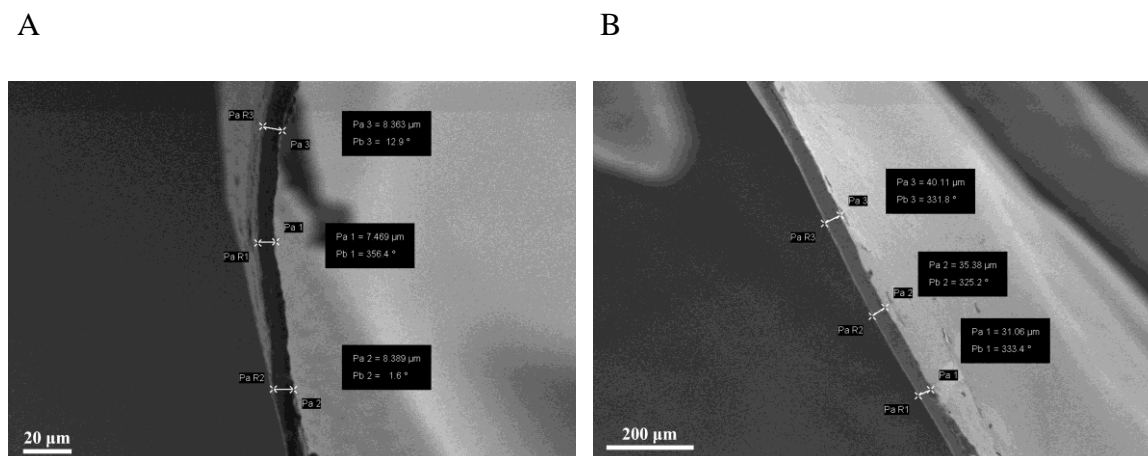 A
B
Pa R3
Pa 3
Pa 3 = 8.363 µm
Pb 3 = 12.9 °
Pa 1
Pa R1
Pa 1 = 7.469 µm
Pb 1 = 356.4 °
Pa R2
Pa 2
Pa 2 = 8.389 µm
Pb 2 = 1.6 °
20 µm
Pa 3
Pa R3
Pa 3 = 40.11 µm
Pb 3 = 331.8 °
Pa 2
Pa R2
Pa 2 = 35.38 µm
Pb 2 = 325.2 °
Pa 1
Pa R1
Pa 1 = 31.06 µm
Pb 1 = 333.4 °
200 µm